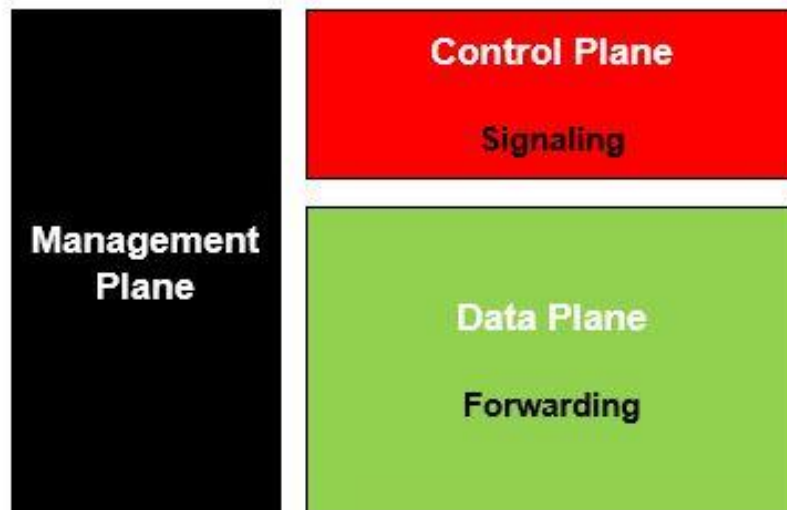 Management
Plane
Control Plane
Signaling
Data Plane
Forwarding